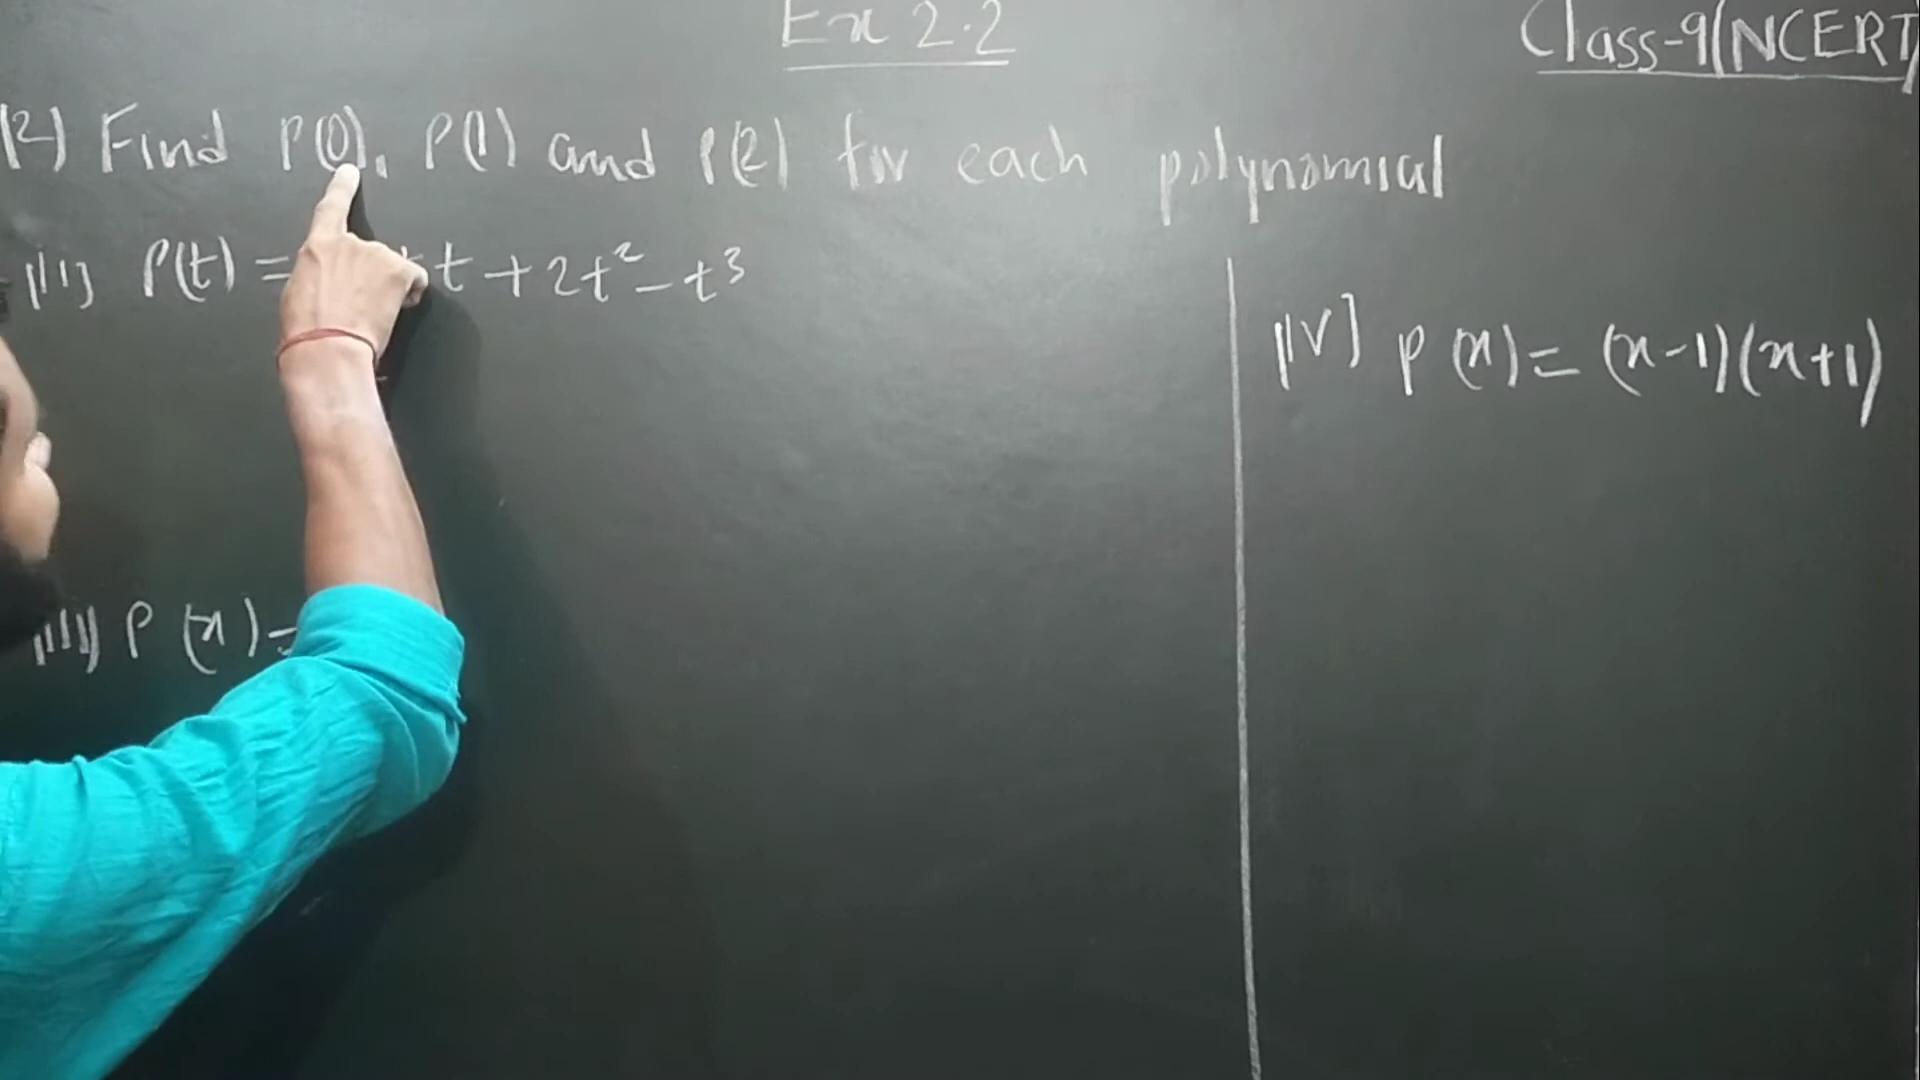 Ex 2.2
Class-9(NCERT)
(2) Find P(0), P(1) and P(2) for each polynomial
(ii) P(t) = + t + 2t² - t³
(iv) p(x) = (x-1)(x+1)
(iii) P(x) =